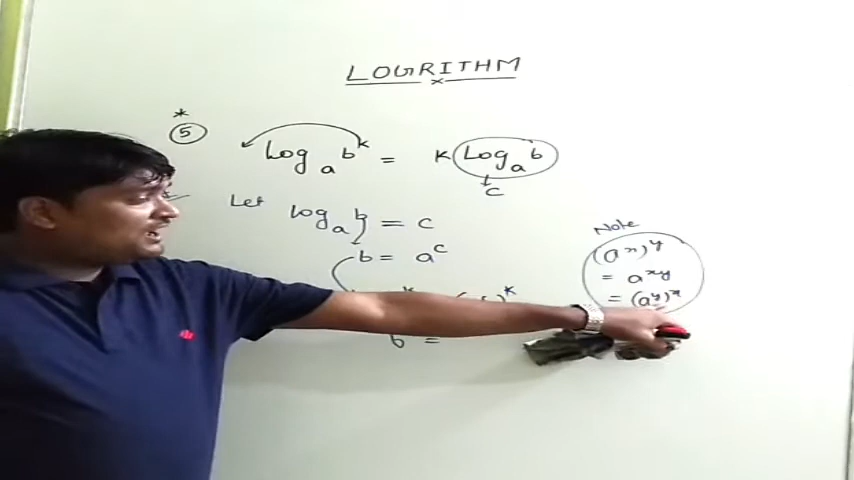 LOGRITHM
*
5
Log_a b^k = K Log_a b
c
Let log_a b = c
b = a^c
k )^k
b =
Note
(a^x)^y
= a^xy
= (a^y)^x